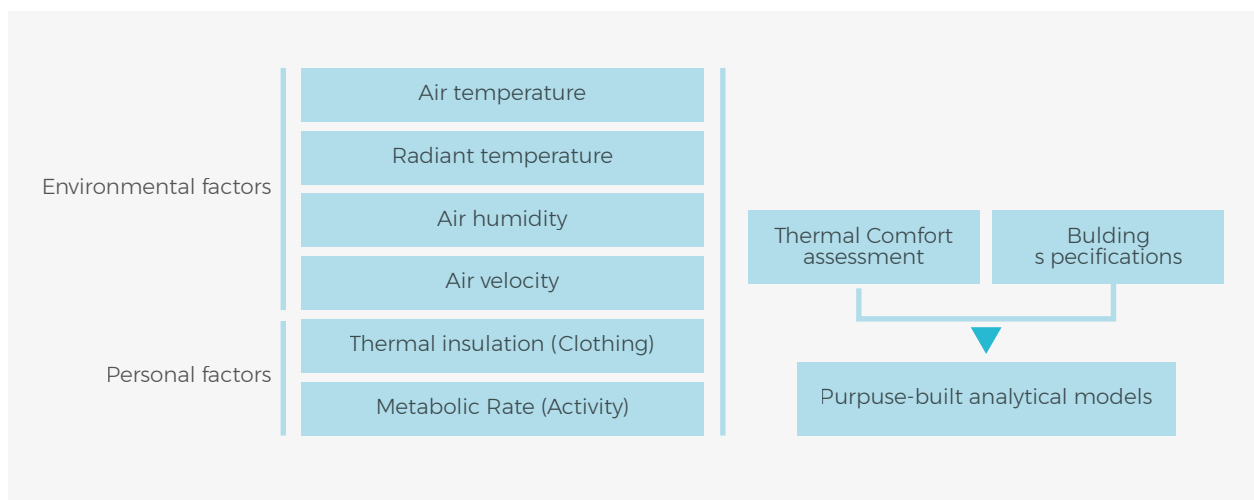 Environmental factors
Air temperature
Radiant temperature
Air humidity
Air velocity
Personal factors
Thermal insulation (Clothing)
Metabolic Rate (Activity)
Thermal Comfort
assessment
Bulding
s pecifications
Purpuse-built analytical models